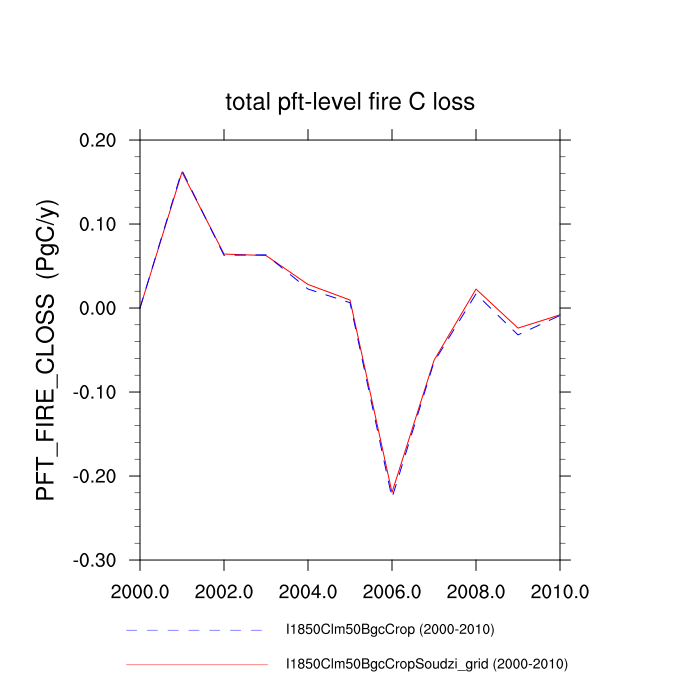 total pft-level fire C loss
PFT_FIRE_CLOSS (PgC/y)
0.20
0.10
0.00
-0.10
-0.20
-0.30
2000.0 2002.0 2004.0 2006.0 2008.0 2010.0
I1850Clm50BgcCrop (2000-2010)
I1850Clm50BgcCropSoudzi_grid (2000-2010)